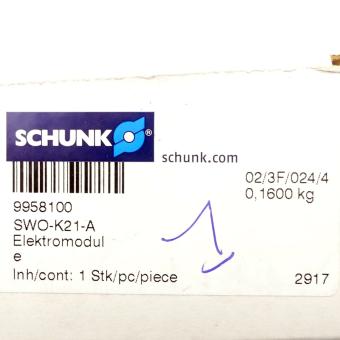 SCHUNK ®
schunk.com
02/3F/024/4
0,1600 kg
9958100
SWO-K21-A
Elektromodul
e
1
Inh/cont: 1 Stk/pc/piece
2917